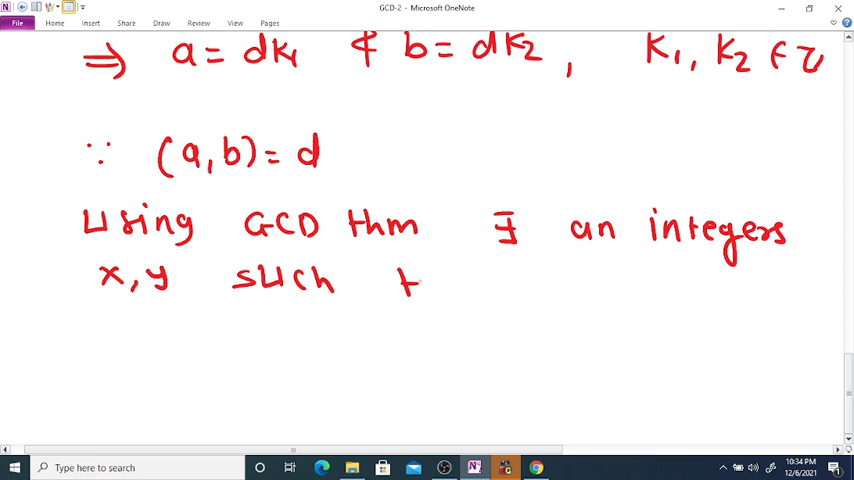 GCD-2 - Microsoft OneNote
File Home Insert Share Draw Review View Pages
⇒ a = dk1 & b = dk2 , K1, K2 ∈ Z
∵ (a,b) = d
Using GCD thm ∃ an integers
x,y such t
Type here to search
10:34 PM
12/6/2021